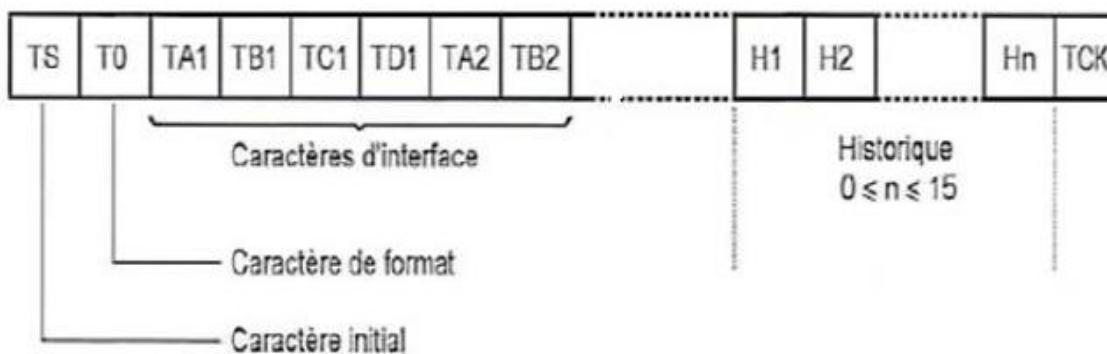 TS T0 TA1 TB1 TC1 TD1 TA2 TB2 H1 H2 Hn TCK
Caractères d'interface
Historique
0 ≤ n ≤ 15
Caractère de format
Caractère initial